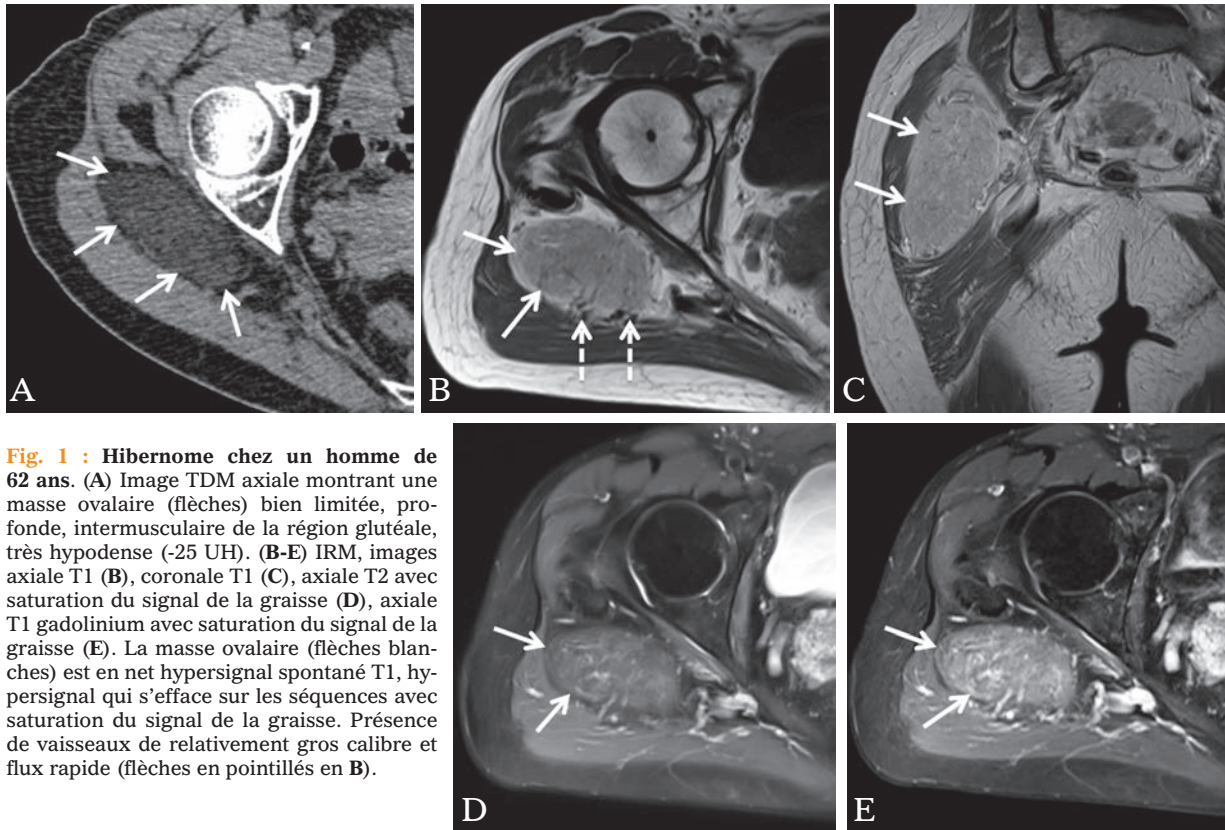 A
B
C
Fig. 1 : Hibernome chez un homme de
62 ans. (A) Image TDM axiale montrant une
masse ovalaire (flèches) bien limitée, pro-
fonde, intermusculaire de la région glutéale,
très hypodense (-25 UH). (B-E) IRM, images
axiale T1 (B), coronale T1 (C), axiale T2 avec
saturation du signal de la graisse (D), axiale
T1 gadolinium avec saturation du signal de la
graisse (E). La masse ovalaire (flèches blan-
ches) est en net hypersignal spontané T1, hy-
persignal qui s'efface sur les séquences avec
saturation du signal de la graisse. Présence
de vaisseaux de relativement gros calibre et
flux rapide (flèches en pointillés en B).
D
E